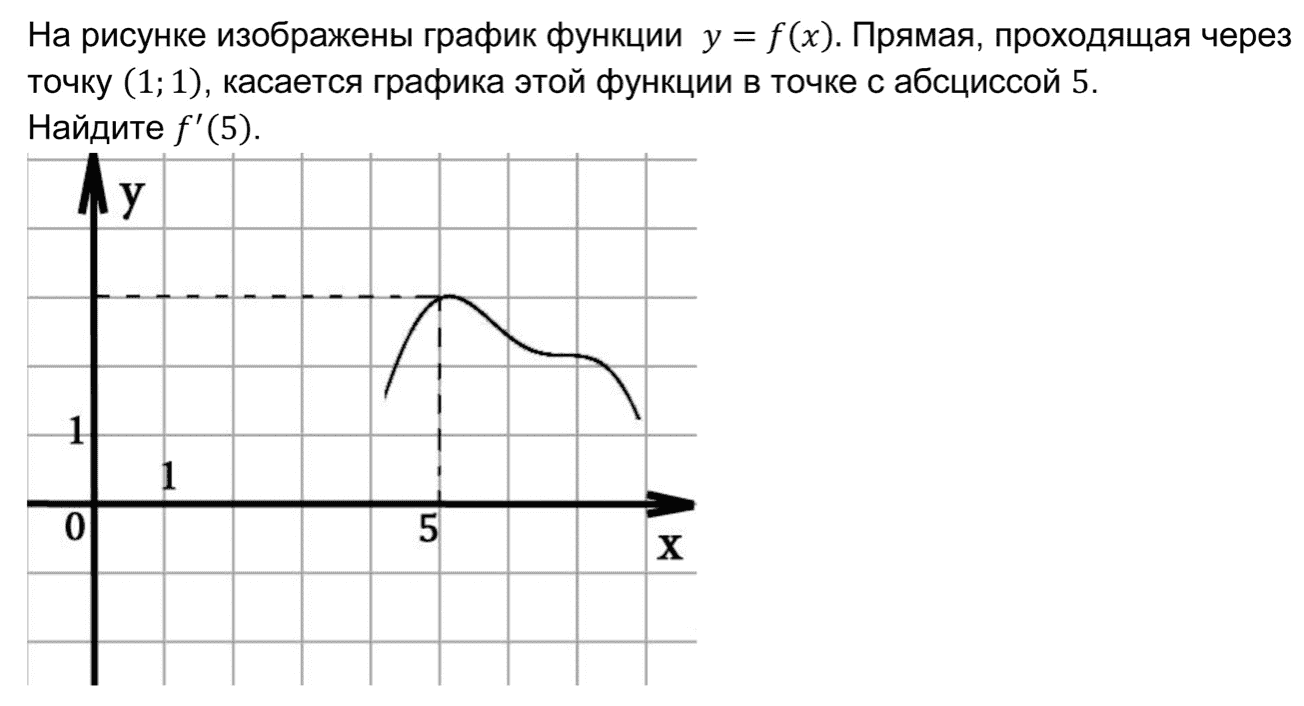 На рисунке изображены график функции y = f(x). Прямая, проходящая через
точку (1; 1), касается графика этой функции в точке с абсциссой 5.
Найдите f′(5).
y
1
1
0
5
x